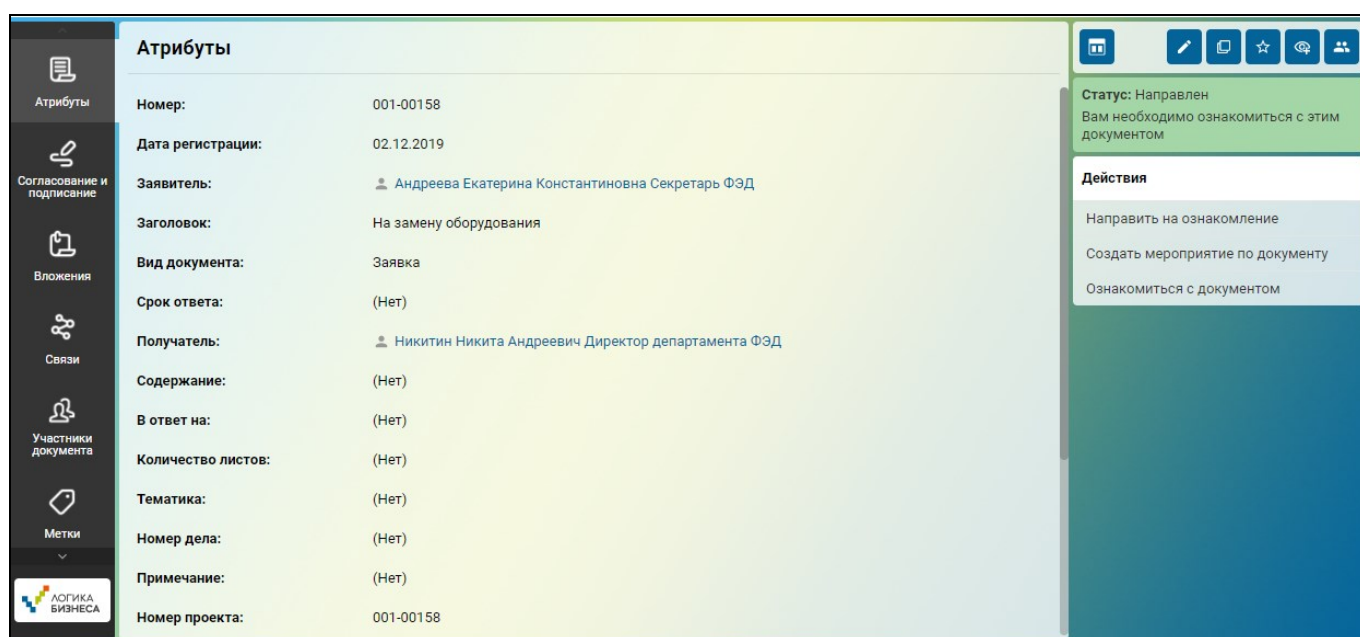 Атрибуты
Согласование и
подписание
Вложения
Связи
Участники
документа
Метки
ЛОГИКА
БИЗНЕСА
Атрибуты
Номер: 001-00158
Дата регистрации: 02.12.2019
Заявитель: Андреева Екатерина Константиновна Секретарь ФЭД
Заголовок: На замену оборудования
Вид документа: Заявка
Срок ответа: (Нет)
Получатель: Никитин Никита Андреевич Директор департамента ФЭД
Содержание: (Нет)
В ответ на: (Нет)
Количество листов: (Нет)
Тематика: (Нет)
Номер дела: (Нет)
Примечание: (Нет)
Номер проекта: 001-00158
Статус: Направлен
Вам необходимо ознакомиться с этим
документом
Действия
Направить на ознакомление
Создать мероприятие по документу
Ознакомиться с документом